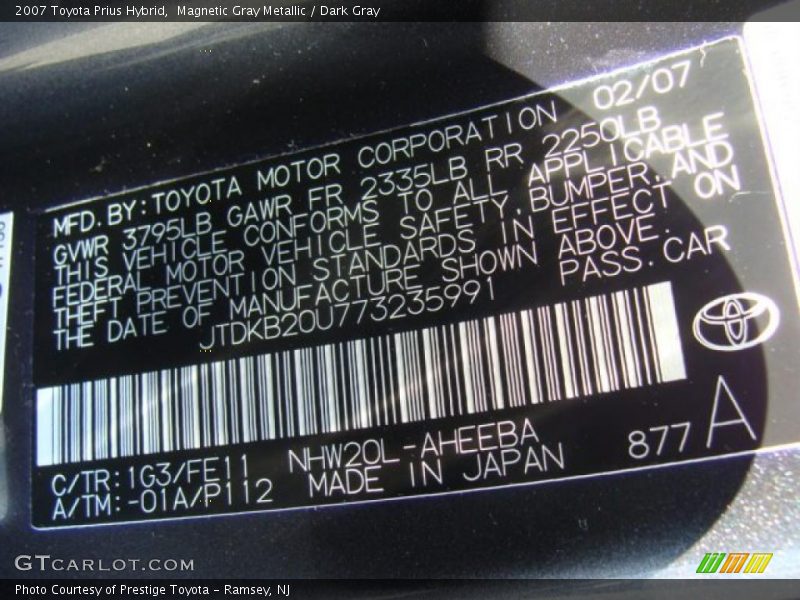 2007 Toyota Prius Hybrid,  Magnetic Gray Metallic / Dark Gray
MFD. BY: TOYOTA MOTOR CORPORATION 02/07
GVWR 3795LB GAWR FR 2335LB RR 2250LB
THIS VEHICLE CONFORMS TO ALL APPLICABLE
FEDERAL MOTOR VEHICLE SAFETY, BUMPER, AND
THEFT PREVENTION STANDARDS IN EFFECT ON
THE DATE OF MANUFACTURE SHOWN ABOVE.
JTDKB20U773235991 PASS. CAR
C/TR: 1G3/FE11 NHW20L-AHEEBA 877 A
A/TM: -01A/P112 MADE IN JAPAN
GTCARLOT.COM
Photo Courtesy of Prestige Toyota - Ramsey, NJ